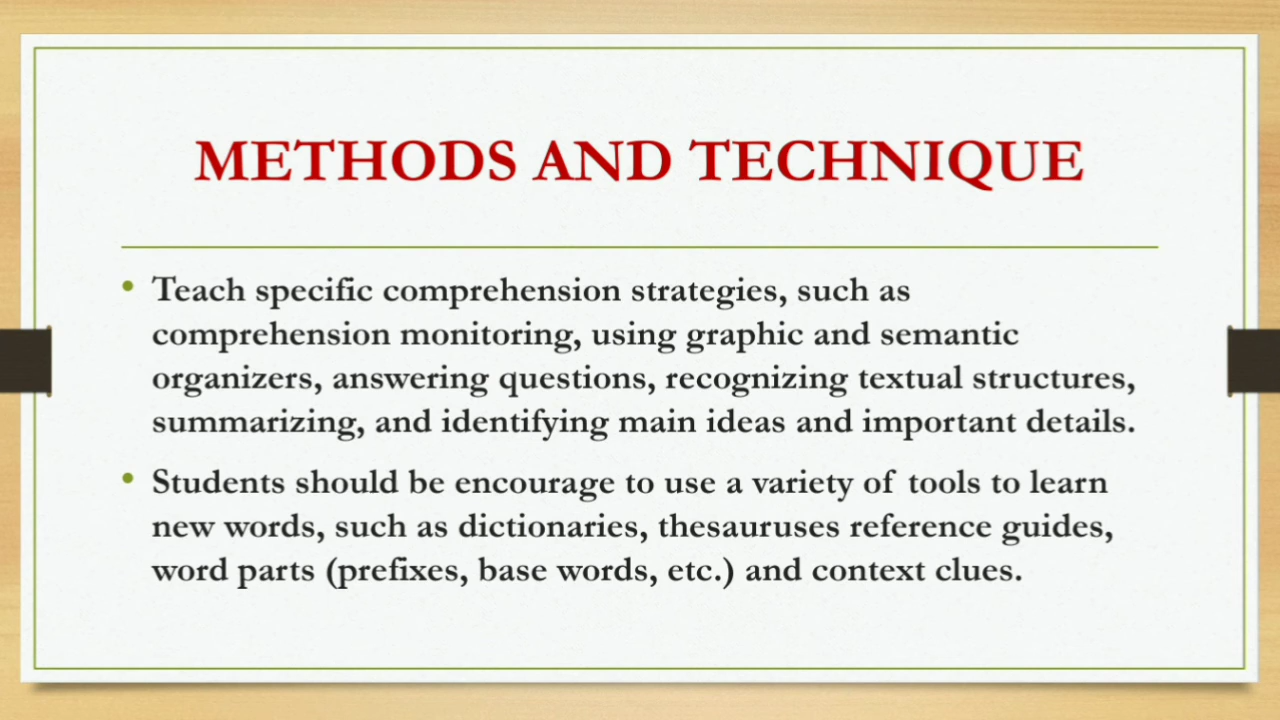 METHODS AND TECHNIQUE
• Teach specific comprehension strategies, such as
comprehension monitoring, using graphic and semantic
organizers, answering questions, recognizing textual structures,
summarizing, and identifying main ideas and important details.
• Students should be encourage to use a variety of tools to learn
new words, such as dictionaries, thesauruses reference guides,
word parts (prefixes, base words, etc.) and context clues.